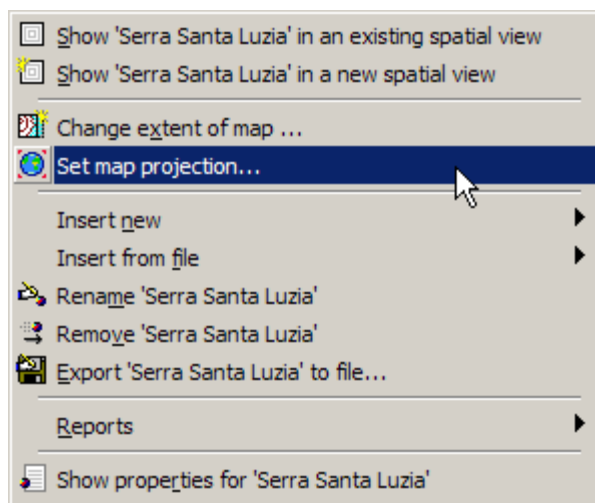 Show 'Serra Santa Luzia' in an existing spatial view
Show 'Serra Santa Luzia' in a new spatial view
Change extent of map ...
Set map projection...
Insert new
Insert from file
Rename 'Serra Santa Luzia'
Remove 'Serra Santa Luzia'
Export 'Serra Santa Luzia' to file...
Reports
Show properties for 'Serra Santa Luzia'